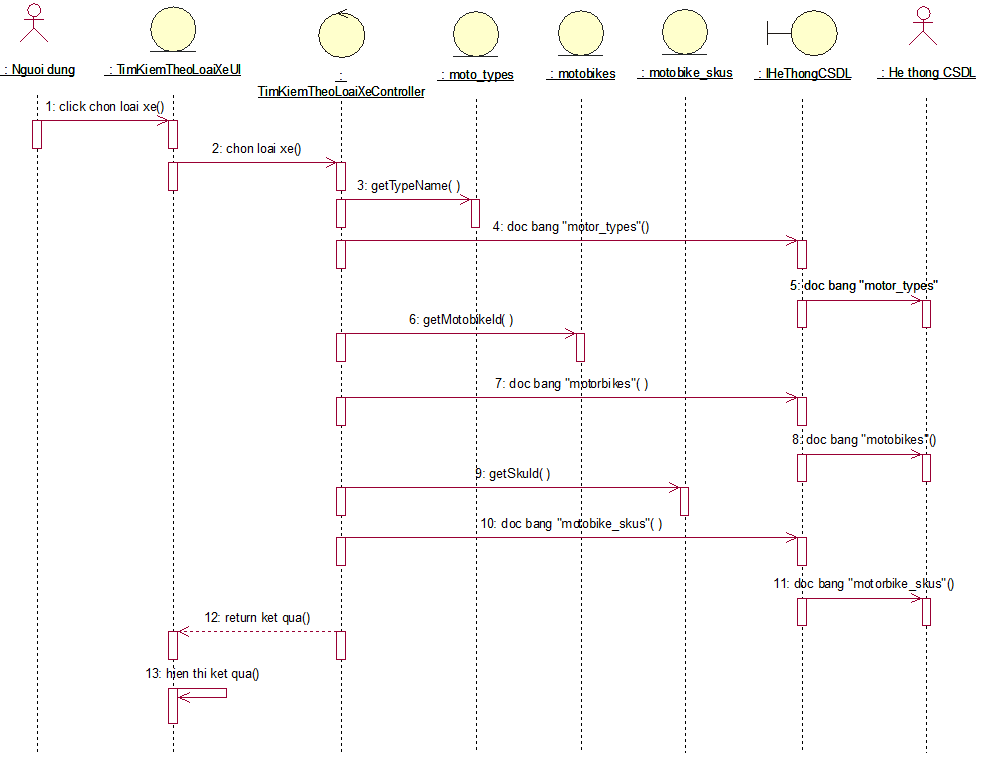 : Nguoi dung
: TimKiemTheoLoaiXeUI
:
TimKiemTheoLoaiXeController
: moto_types
: motobikes
: motobike_skus
: IHeThongCSDL
: He thong CSDL
1: click chon loai xe()
2: chon loai xe()
3: getTypeName( )
4: doc bang "motor_types"()
5: doc bang "motor_types"
6: getMotobikeId( )
7: doc bang "motorbikes"( )
8: doc bang "motobikes"()
9: getSkuId( )
10: doc bang "motobike_skus"( )
11: doc bang "motorbike_skus"()
12: return ket qua()
13: hien thi ket qua()